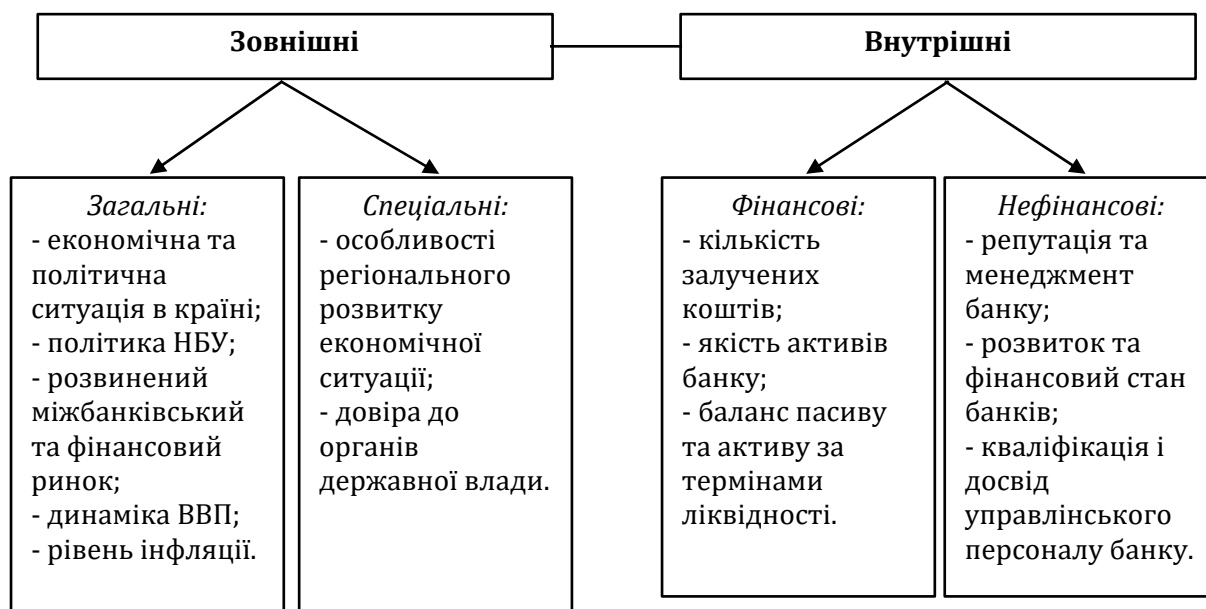 Зовнішні
Внутрішні
Загальні:
- економічна та
політична
ситуація в країні;
- політика НБУ;
- розвинений
міжбанківський
та фінансовий
ринок;
- динаміка ВВП;
- рівень інфляції.
Спеціальні:
- особливості
регіонального
розвитку
економічної
ситуації;
- довіра до
органів
державної влади.
Фінансові:
- кількість
залучених
коштів;
- якість активів
банку;
- баланс пасиву
та активу за
термінами
ліквідності.
Нефінансові:
- репутація та
менеджмент
банку;
- розвиток та
фінансовий стан
банків;
- кваліфікація і
досвід
управлінського
персоналу банку.